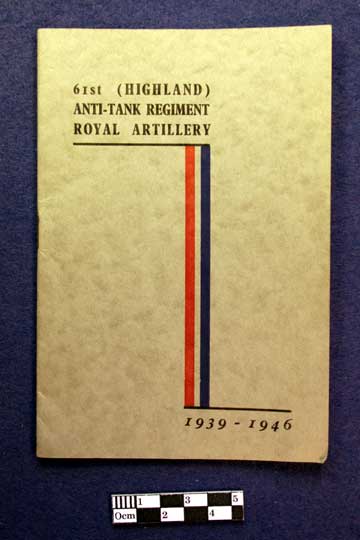 61st (HIGHLAND)
ANTI-TANK REGIMENT
ROYAL ARTILLERY
1939 - 1946
1 3 5
0cm 2 4